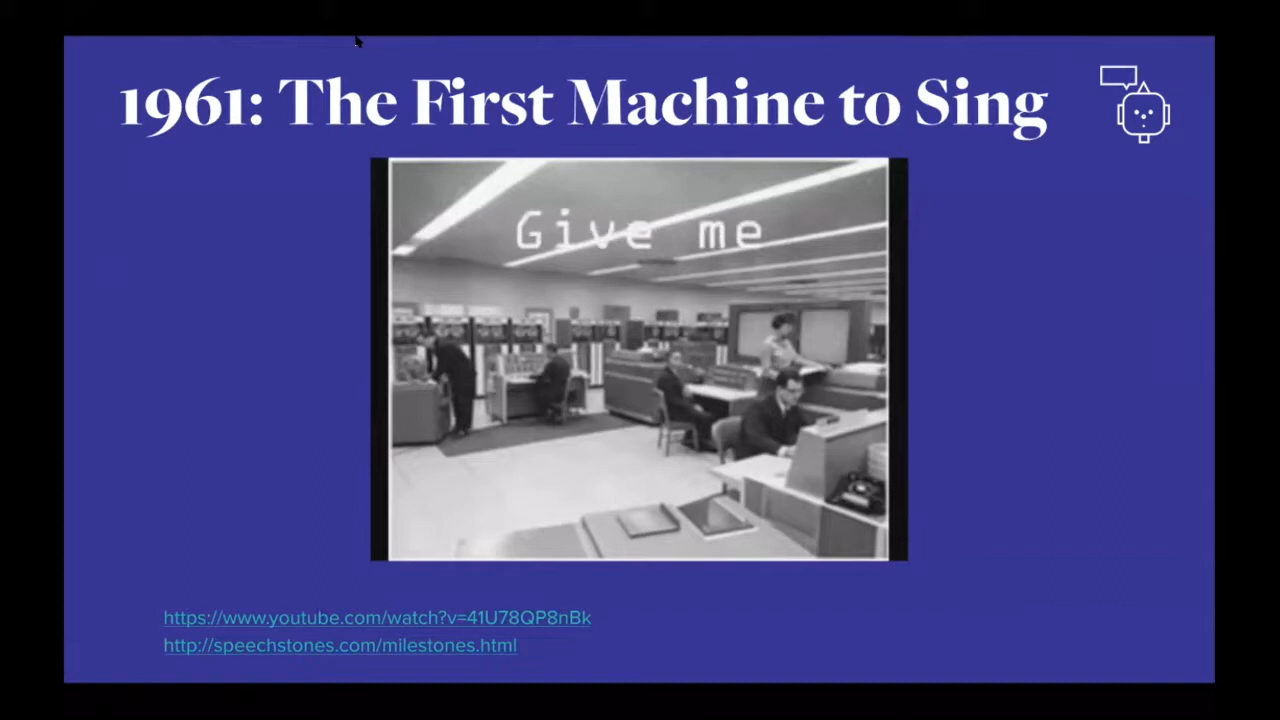 1961: The First Machine to Sing
Give me
https://www.youtube.com/watch?v=41U78QP8nBk
http://speechstones.com/milestones.html